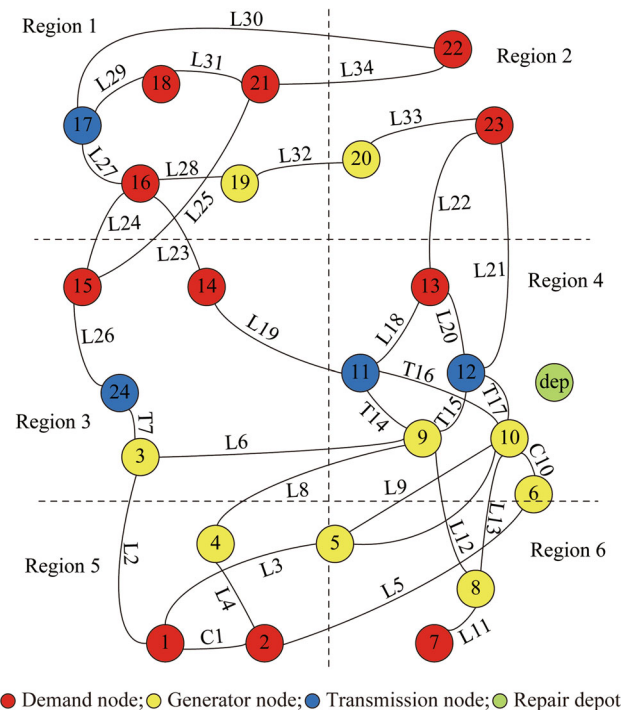 Region 1
L30
22
Region 2
L29
18
L31
21
L34
17
L33
23
L27
L28
L32
20
16
19
L24
L25
L22
L23
L21
15
14
13
Region 4
L26
L19
L18
L20
11
T16
12
dep
24
T17
Region 3
T7
T14
T15
3
L6
9
10
C10
L8
L9
6
L2
4
5
L12
L13
Region 5
Region 6
L3
L4
L5
8
1
C1
2
7
L11
Demand node; Generator node; Transmission node; Repair depot